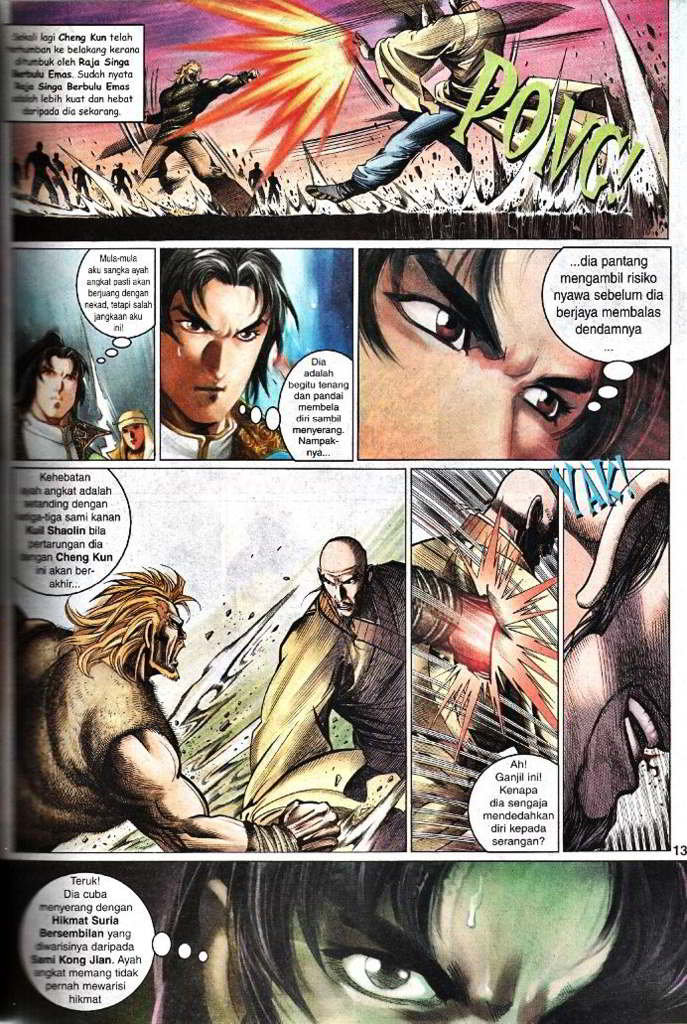 Sekali lagi Cheng Kun telah
terhumban ke belakang kerana
ditumbuk oleh Raja Singa
Berbulu Emas. Sudah nyata
Raja Singa Berbulu Emas
adalah lebih kuat dan hebat
daripada dia sekarang.
PONG!
Mula-mula
aku sangka ayah
angkat pasti akan
berjuang dengan
nekad, tetapi salah
jangkaan aku
ini!
Dia
adalah
begitu tenang
dan pandai
membela
diri sambil
menyerang.
Nampak-
nya...
...dia pantang
mengambil risiko
nyawa sebelum dia
berjaya membalas
dendamnya
...
Kehebatan
ayah angkat adalah
setanding dengan
tiga-tiga sami kanan
Kuil Shaolin bila
pertarungan dia
dengan Cheng Kun
ini akan ber-
akhir...
YAK!
Ah!
Ganjil ini!
Kenapa
dia sengaja
mendedahkan
diri kepada
serangan?
13
Teruk!
Dia cuba
menyerang dengan
Hikmat Suria
Bersembilan yang
diwarisinya daripada
Sami Kong Jian. Ayah
angkat memang tidak
pernah mewarisi
hikmat